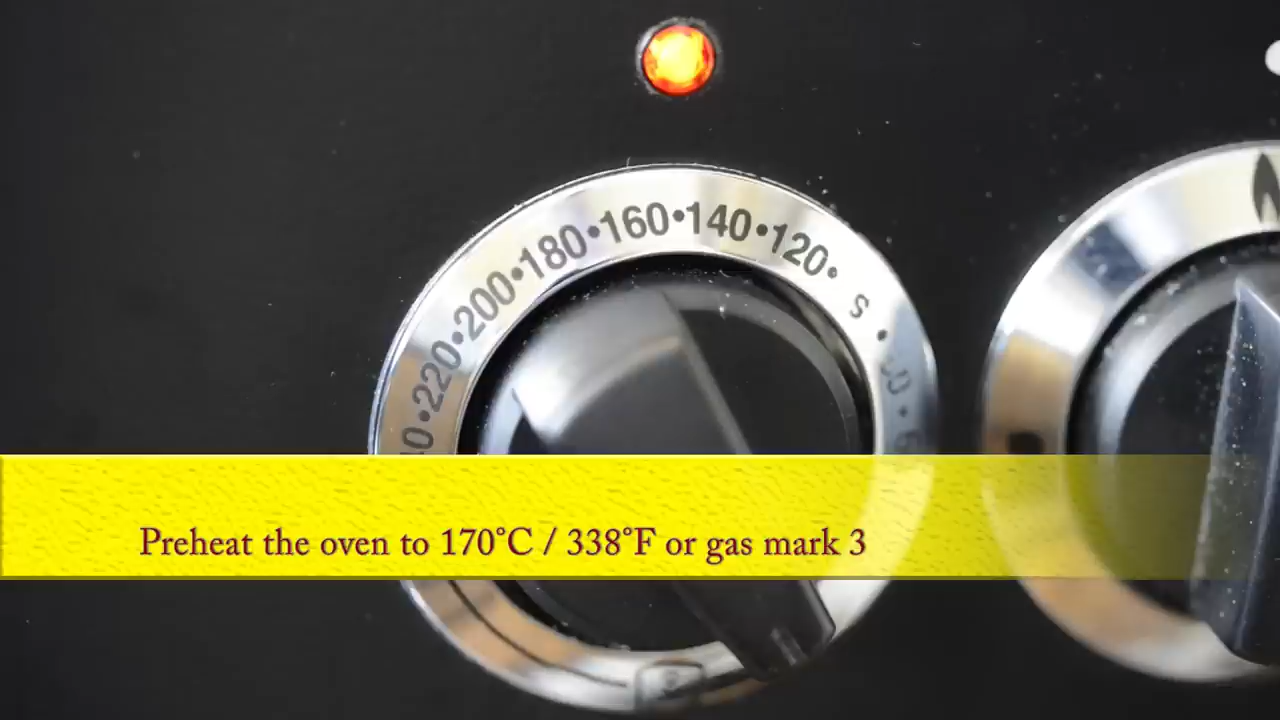 220•200•180•160•140•120• S
Preheat the oven to 170°C / 338°F or gas mark 3